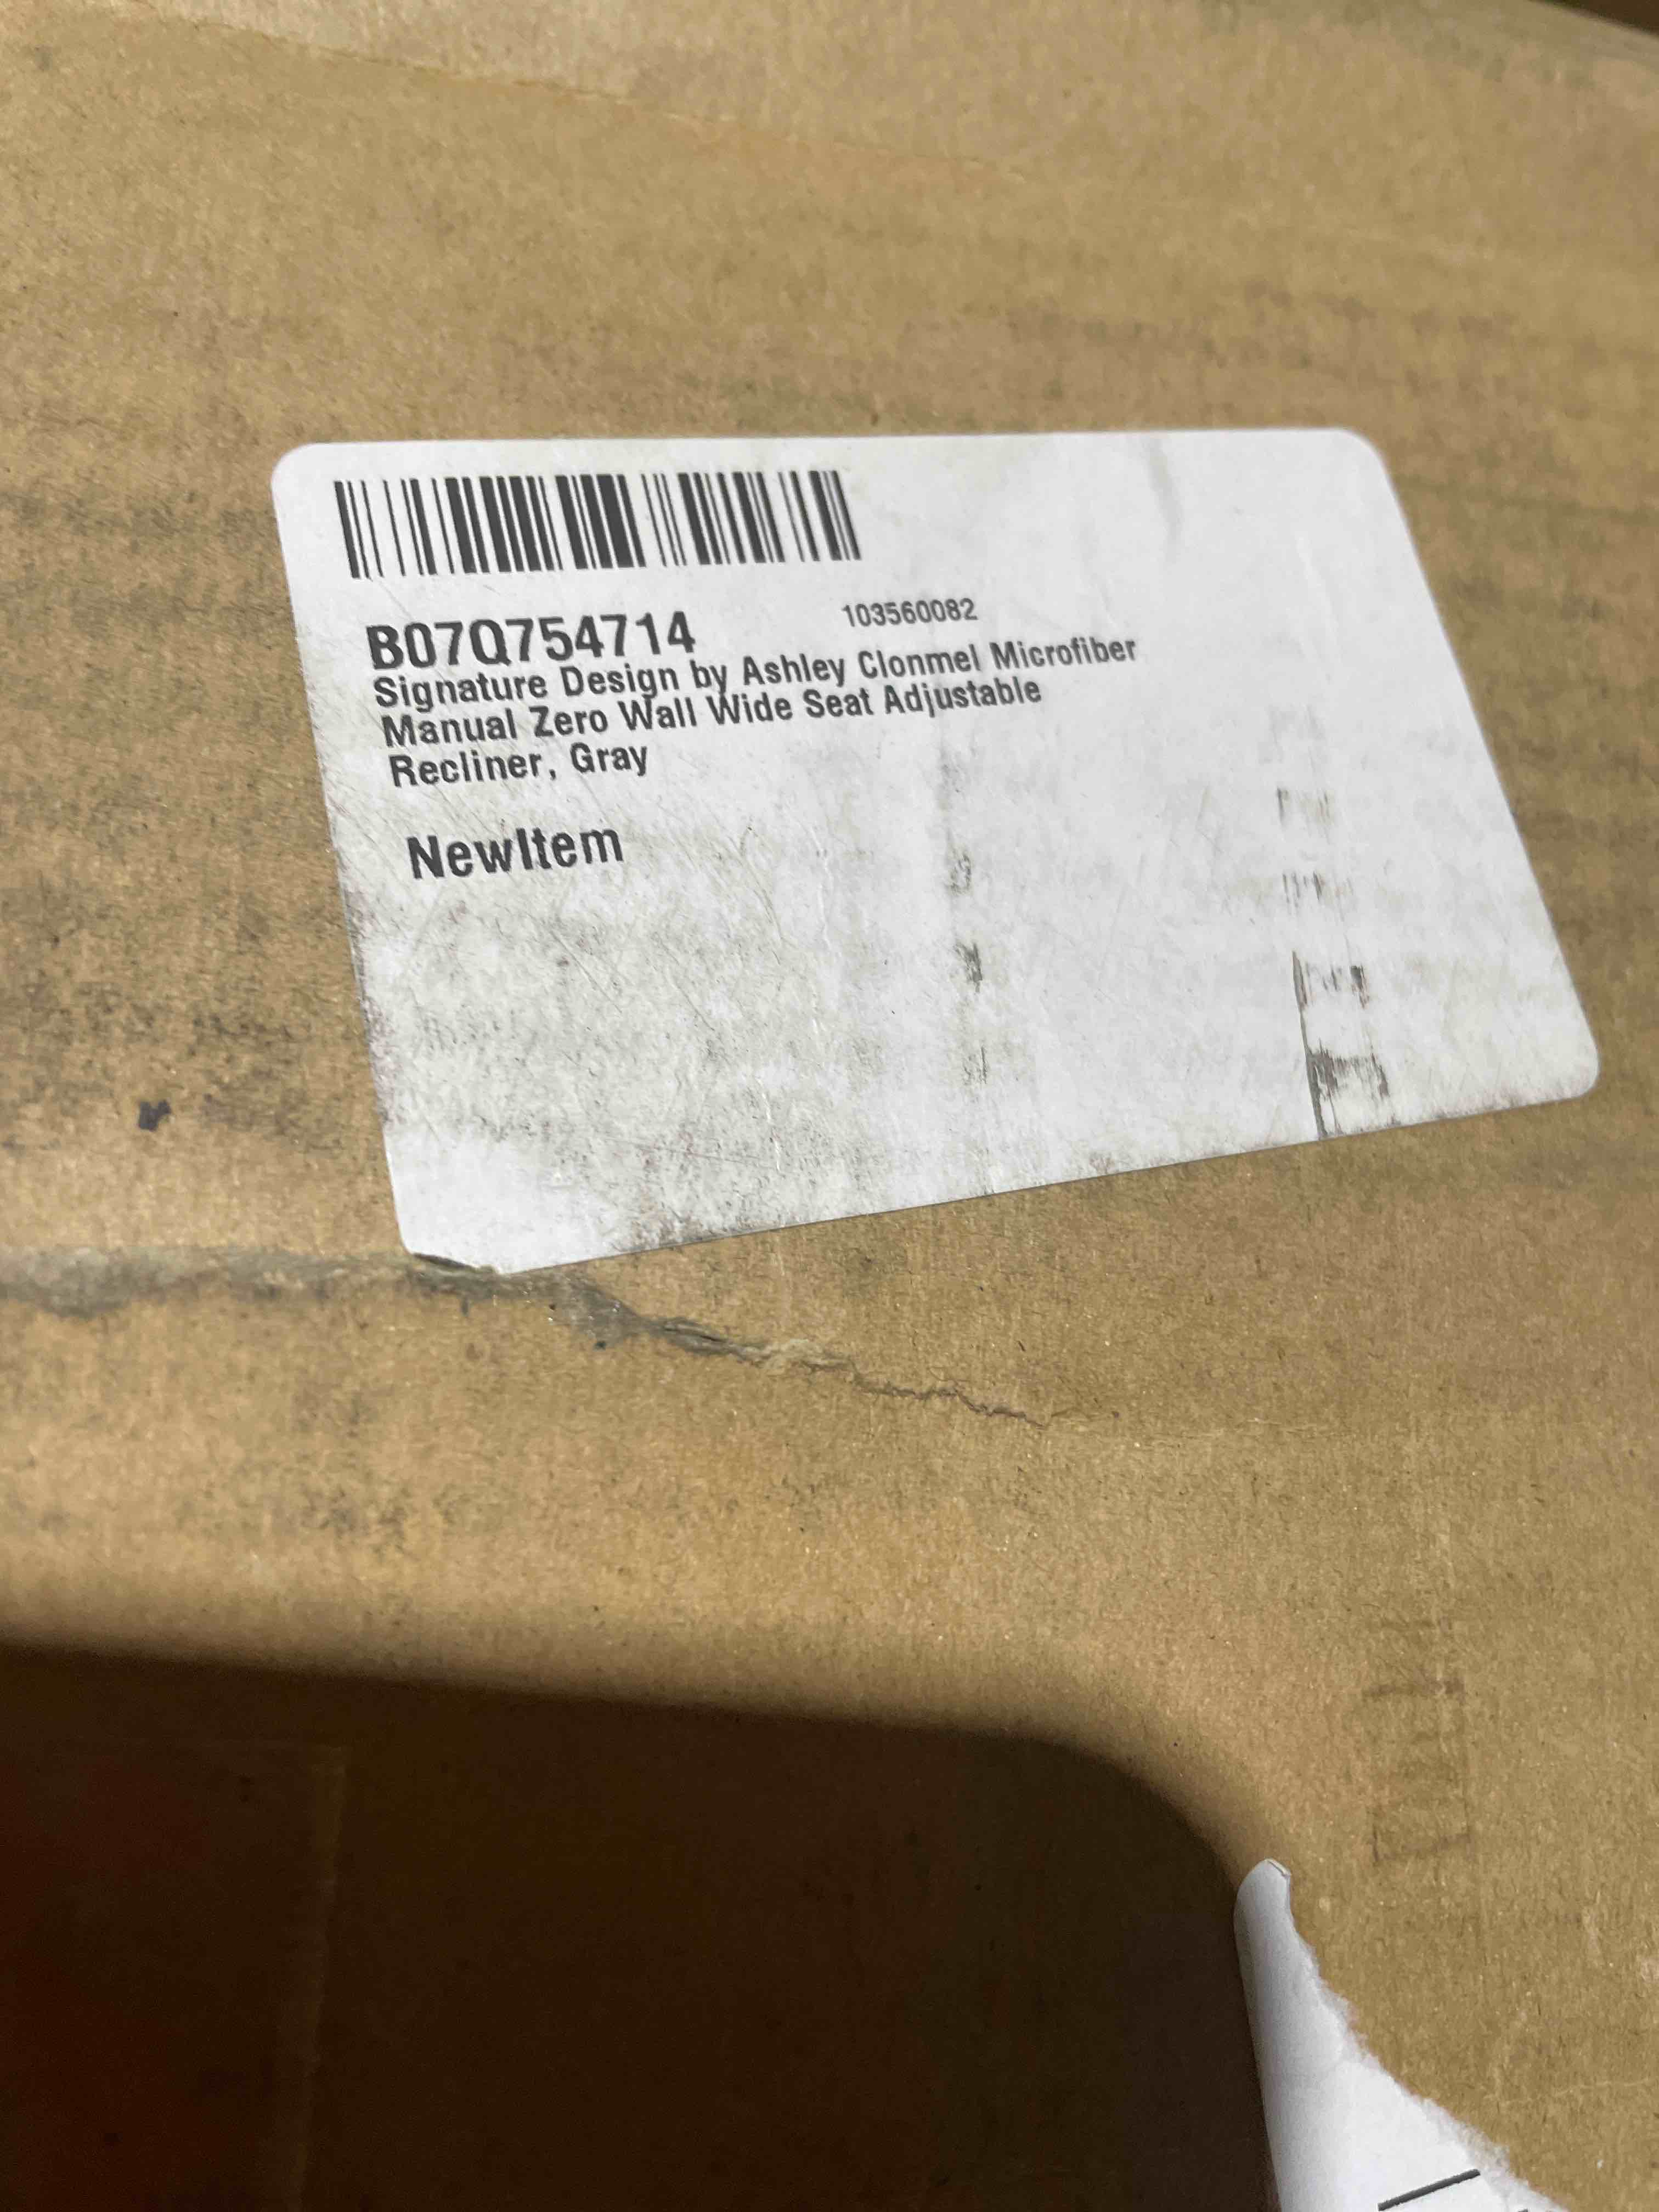 B07Q754714 103560082
Signature Design by Ashley Clonmel Microfiber
Manual Zero Wall Wide Seat Adjustable
Recliner, Gray
NewItem